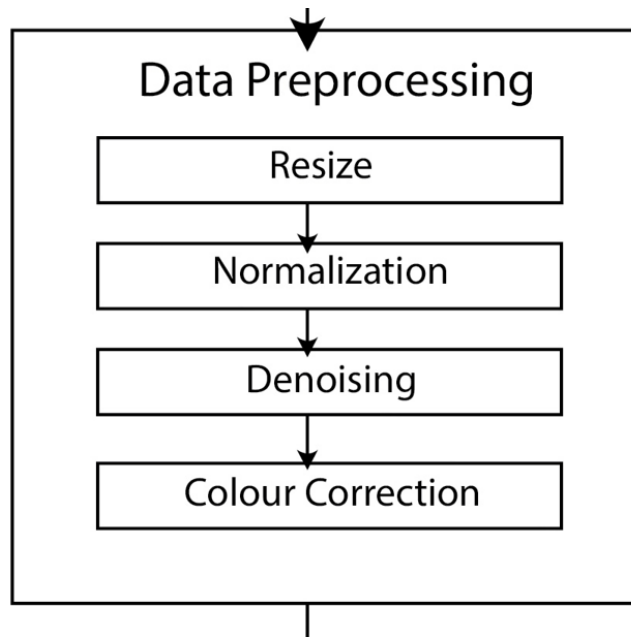 Data Preprocessing
Resize
Normalization
Denoising
Colour Correction